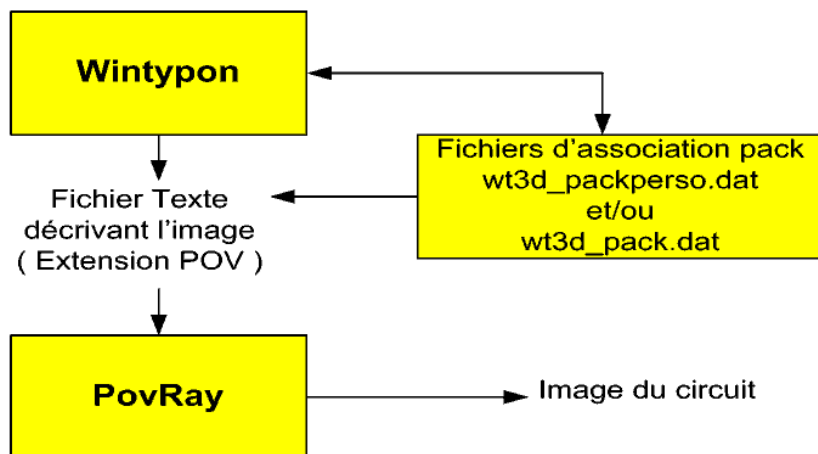 Wintypon
Fichiers d'association pack
wt3d_packperso.dat
et/ou
wt3d_pack.dat
Fichier Texte
décrivant l'image
( Extension POV )
PovRay
Image du circuit